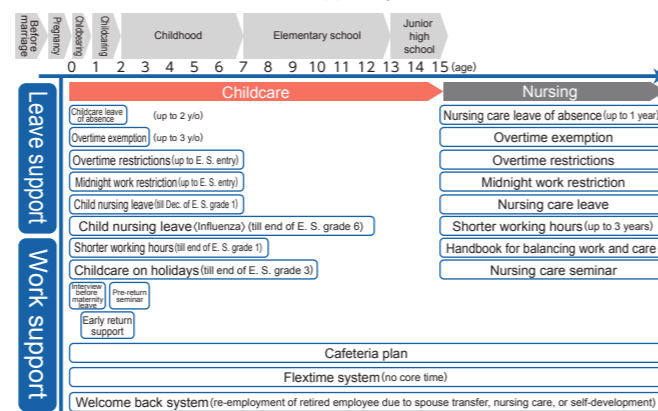 Before
marriage
Pregnancy
Childbearing
Childcaring
Childhood
Elementary school
Junior
high
school
0 1 2 3 4 5 6 7 8 9 10 11 12 13 14 15 (age)
Leave support
Childcare
Nursing
Childcare leave
of absence
(up to 2 y/o)
Nursing care leave of absence (up to 1 year)
Overtime exemption
(up to 3 y/o)
Overtime exemption
Overtime restrictions (up to E. S. entry)
Overtime restrictions
Midnight work restriction (up to E. S. entry)
Midnight work restriction
Child nursing leave (till Dec. of E. S. grade 1)
Nursing care leave
Child nursing leave (Influenza) (till end of E. S. grade 6)
Shorter working hours (up to 3 years)
Work support
Shorter working hours (till end of E. S. grade 1)
Handbook for balancing work and care
Childcare on holidays (till end of E. S. grade 3)
Nursing care seminar
Interview
before
maternity
leave
Pre-return
seminar
Early return
support
Cafeteria plan
Flextime system (no core time)
Welcome back system (re-employment of retired employee due to spouse transfer, nursing care, or self-development)